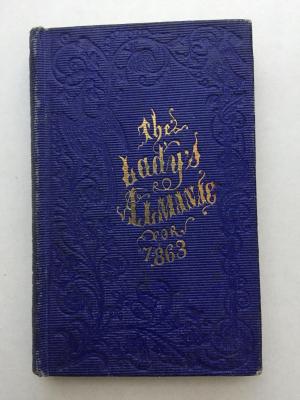 The
Lady's
Almanac
FOR
1863